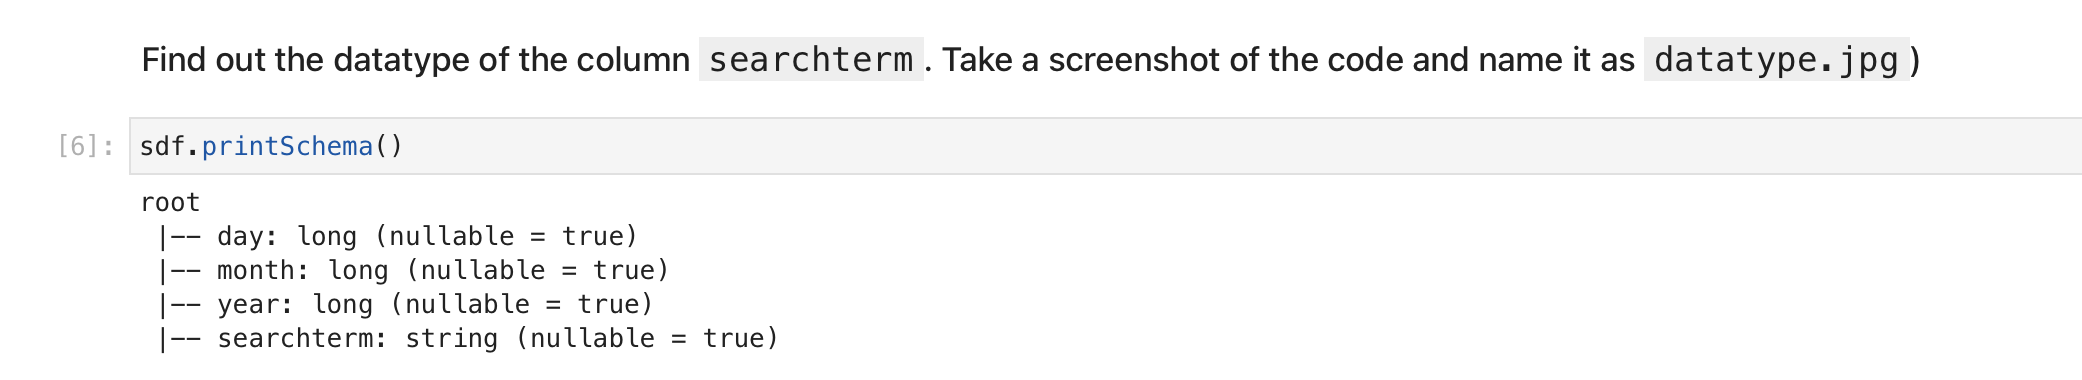 Find out the datatype of the column searchterm. Take a screenshot of the code and name it as datatype.jpg)
[6]: sdf.printSchema()
root
 |-- day: long (nullable = true)
 |-- month: long (nullable = true)
 |-- year: long (nullable = true)
 |-- searchterm: string (nullable = true)